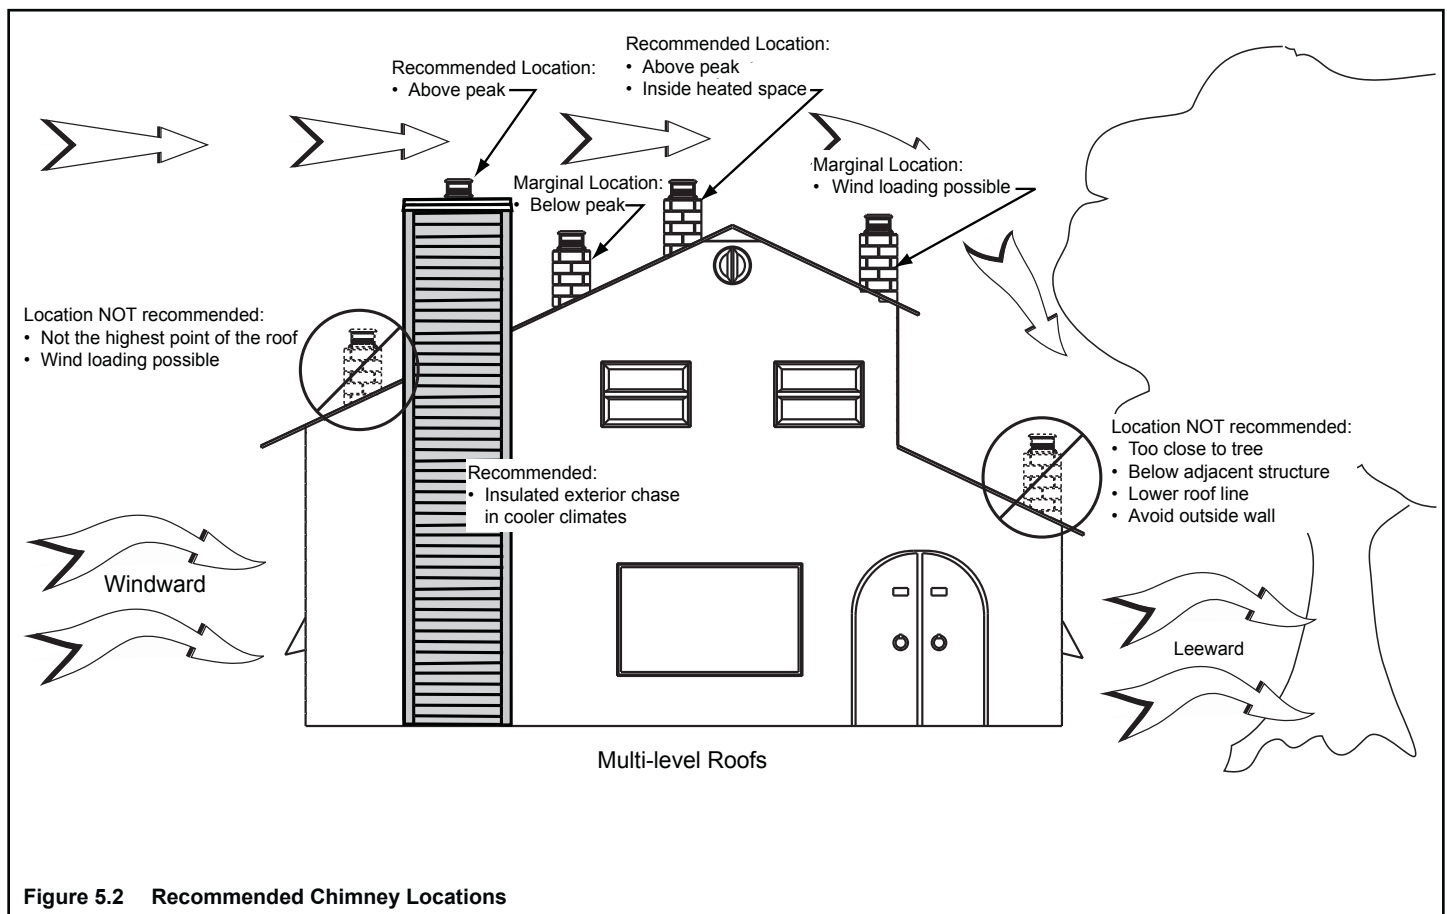 Recommended Location:
• Above peak
Recommended Location:
• Above peak
• Inside heated space
Marginal Location:
• Below peak
Marginal Location:
• Wind loading possible
Location NOT recommended:
• Not the highest point of the roof
• Wind loading possible
Location NOT recommended:
• Too close to tree
• Below adjacent structure
• Lower roof line
• Avoid outside wall
Recommended:
• Insulated exterior chase
in cooler climates
Windward
Leeward
Multi-level Roofs
Figure 5.2 Recommended Chimney Locations